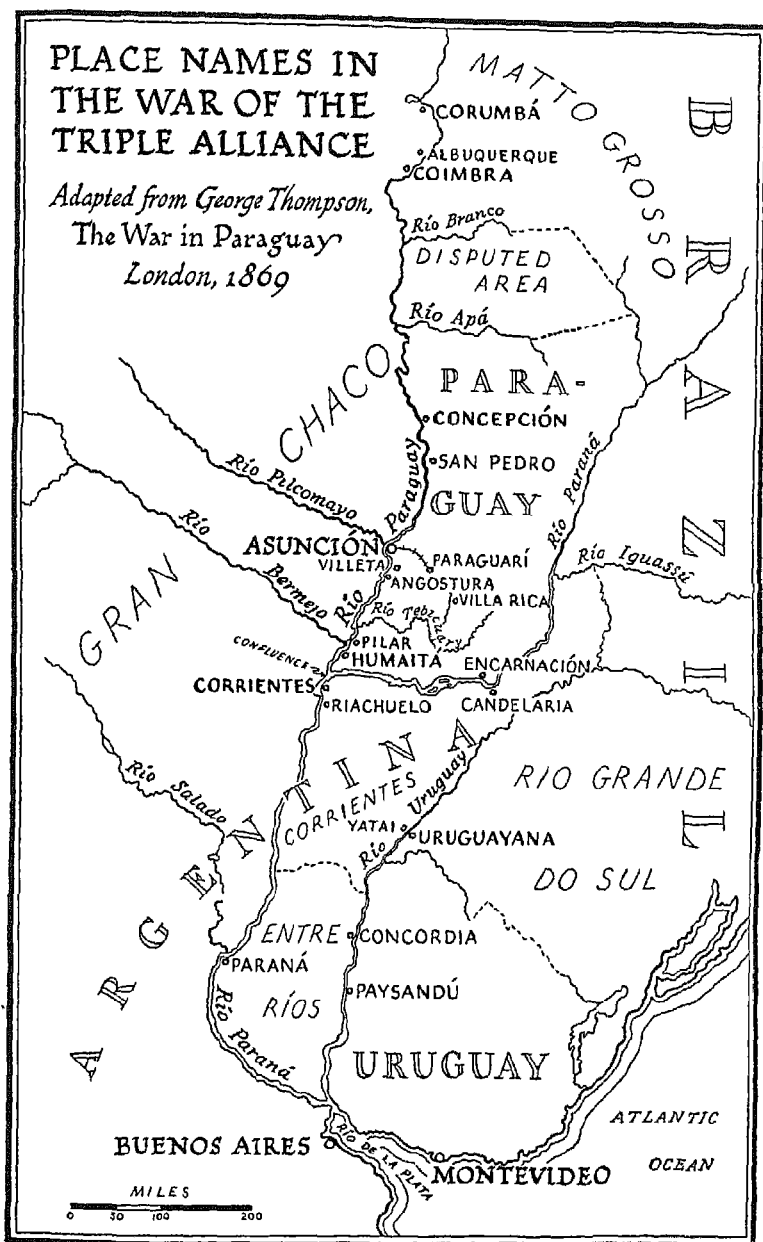 PLACE NAMES IN
THE WAR OF THE
TRIPLE ALLIANCE
Adapted from George Thompson,
The War in Paraguay
London, 1869
MATTO GROSSO
BRAZIL
CORUMBÁ
ALBUQUERQUE
COIMBRA
Río Branco
DISPUTED
AREA
Río Apá
CHACO
PARA-
CONCEPCIÓN
SAN PEDRO
GUAY
Río Paraná
Río Pilcomayo
Río Paraguay
Río Bermejo
GRAN
ASUNCIÓN
VILLETA
PARAGUARÍ
ANGOSTURA
VILLA RICA
Río Iguassú
Río Tebicuary
PILAR
HUMAITÁ
CONFLUENCE
ENCARNACIÓN
CORRIENTES
RIACHUELO
CANDELARIA
ARGENTINA
CORRIENTES
Río Uruguay
RIO GRANDE
DO SUL
Río Salado
YATAI
URUGUAYANA
ENTRE
RÍOS
CONCORDIA
PARANÁ
PAYSANDÚ
Río Paraná
URUGUAY
ATLANTIC
OCEAN
BUENOS AIRES
RÍO DE LA PLATA
MONTEVIDEO
MILES
0 50 100 200